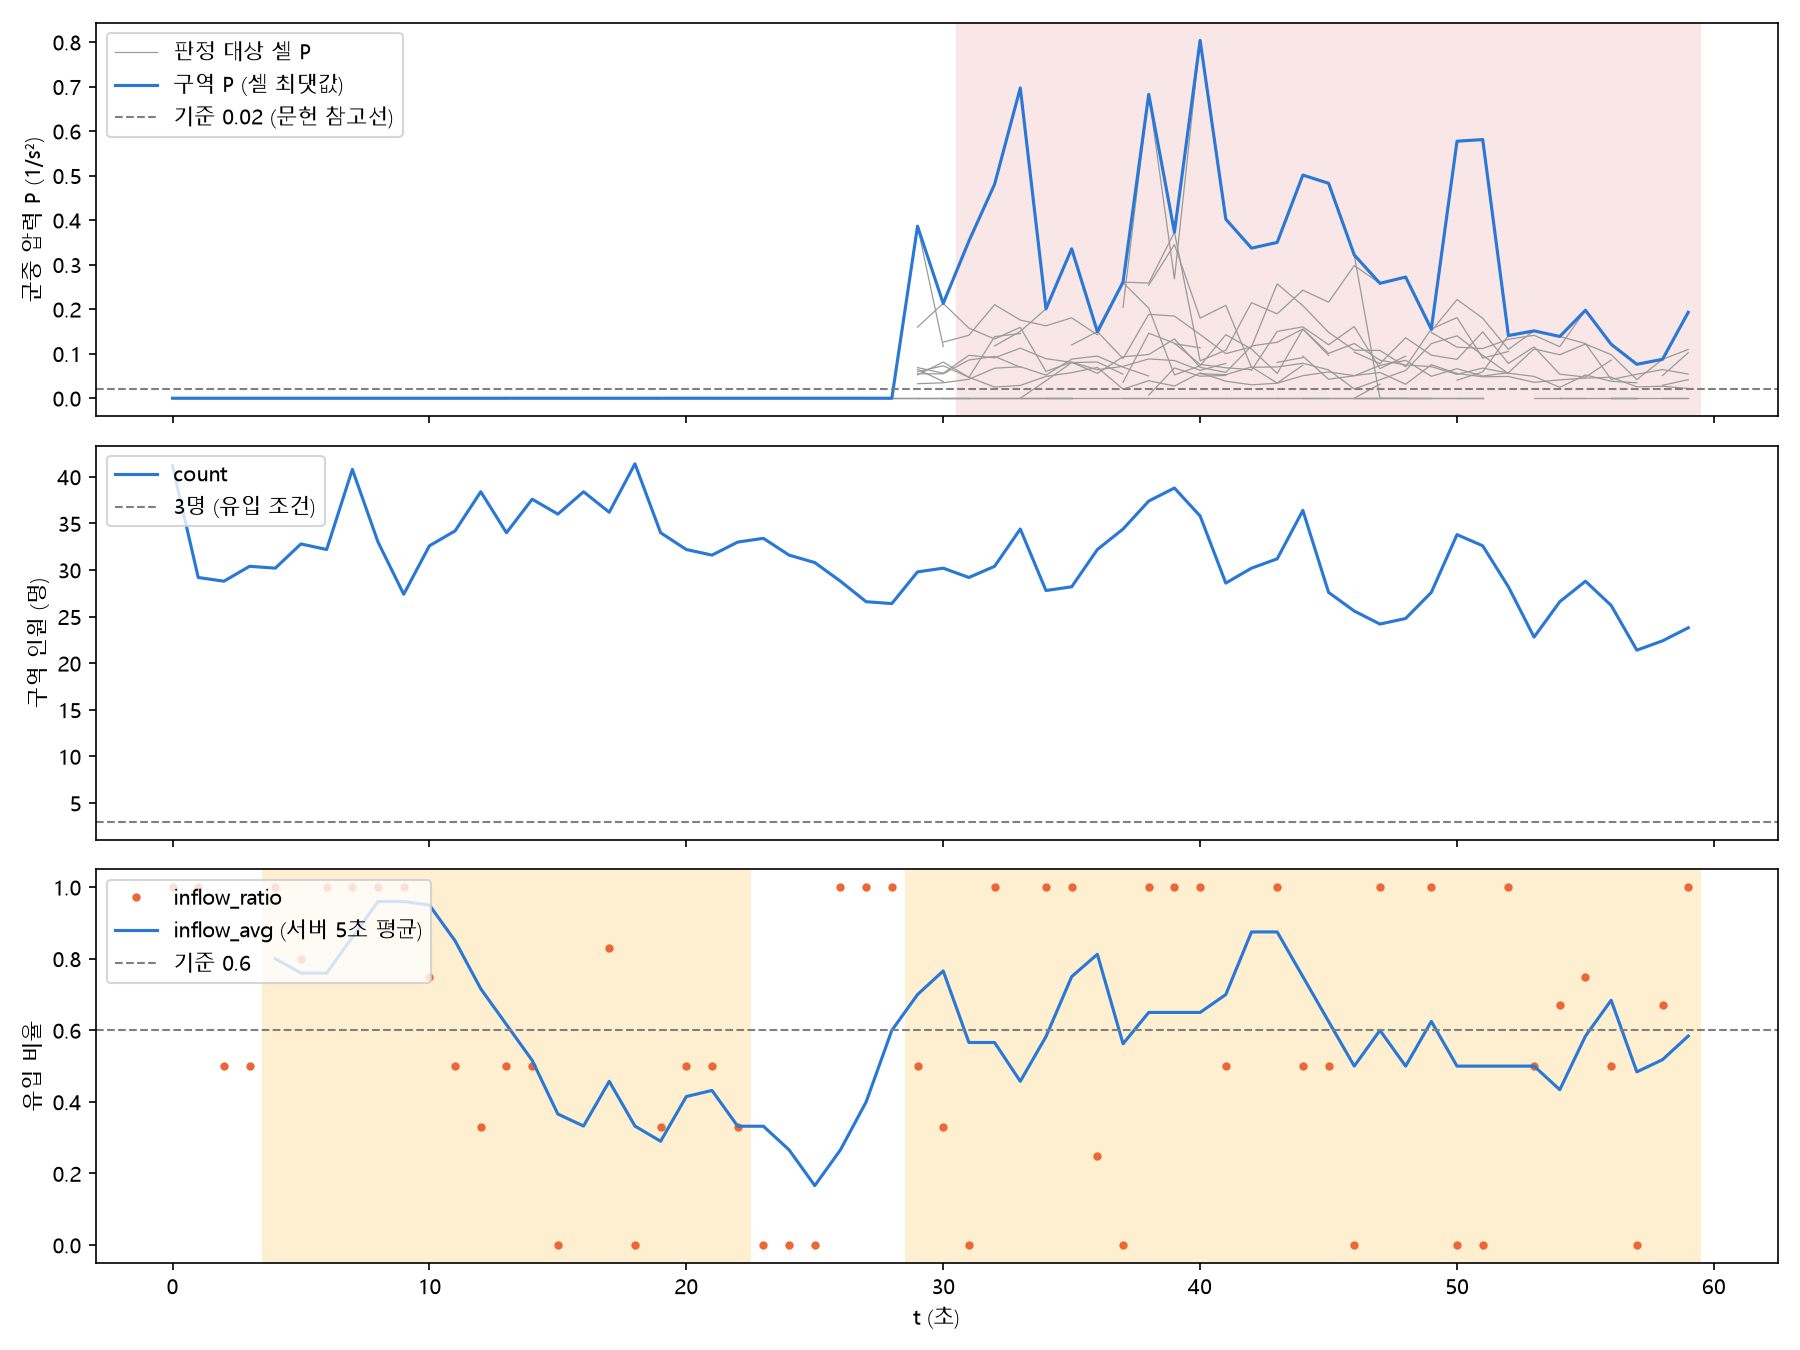 판정 대상 셀 P
구역 P (셀 최댓값)
기준 0.02 (문헌 참고선)
군중 압력 P (1/s²)
0.8
0.7
0.6
0.5
0.4
0.3
0.2
0.1
0.0
count
3명 (유입 조건)
구역 인원 (명)
40
35
30
25
20
15
10
5
inflow_ratio
inflow_avg (서버 5초 평균)
기준 0.6
유입 비율
1.0
0.8
0.6
0.4
0.2
0.0
0 10 20 30 40 50 60
t (초)